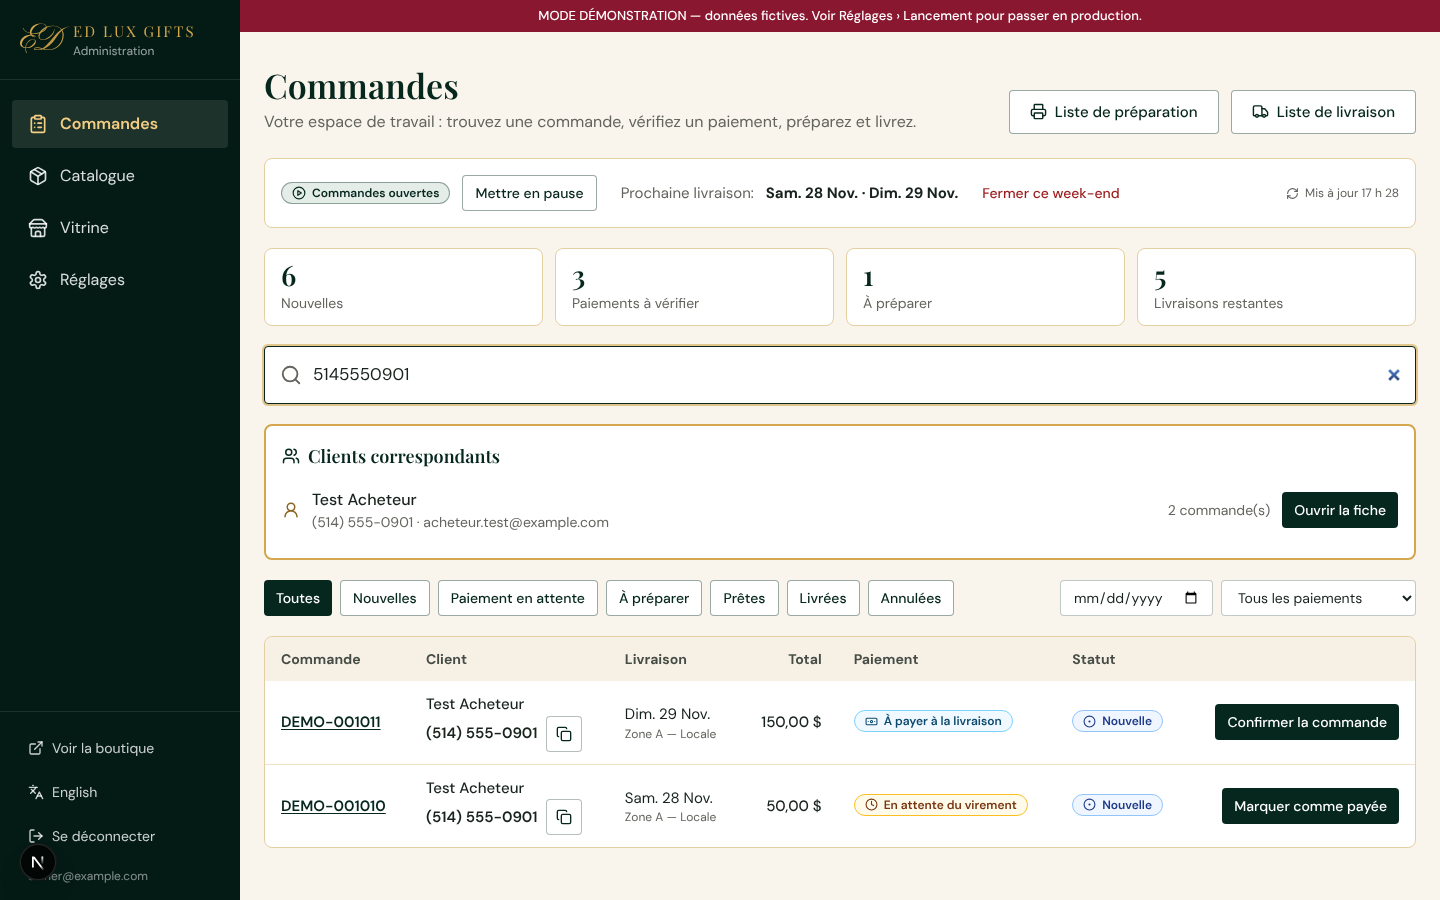 MODE DÉMONSTRATION — données fictives. Voir Réglages › Lancement pour passer en production.
ED LUX GIFTS
Administration
Commandes
Catalogue
Vitrine
Réglages
Voir la boutique
English
Se déconnecter
er@example.com
Commandes
Votre espace de travail : trouvez une commande, vérifiez un paiement, préparez et livrez.
Liste de préparation
Liste de livraison
Commandes ouvertes
Mettre en pause
Prochaine livraison: Sam. 28 Nov. · Dim. 29 Nov.
Fermer ce week-end
Mis à jour 17 h 28
6
Nouvelles
3
Paiements à vérifier
1
À préparer
5
Livraisons restantes
5145550901
Clients correspondants
Test Acheteur
(514) 555-0901 · acheteur.test@example.com
2 commande(s)
Ouvrir la fiche
Toutes
Nouvelles
Paiement en attente
À préparer
Prêtes
Livrées
Annulées
mm/dd/yyyy
Tous les paiements
Commande Client Livraison Total Paiement Statut
DEMO-001011
Test Acheteur
(514) 555-0901
Dim. 29 Nov.
Zone A — Locale
150,00 $
À payer à la livraison
Nouvelle
Confirmer la commande
DEMO-001010
Test Acheteur
(514) 555-0901
Sam. 28 Nov.
Zone A — Locale
50,00 $
En attente du virement
Nouvelle
Marquer comme payée